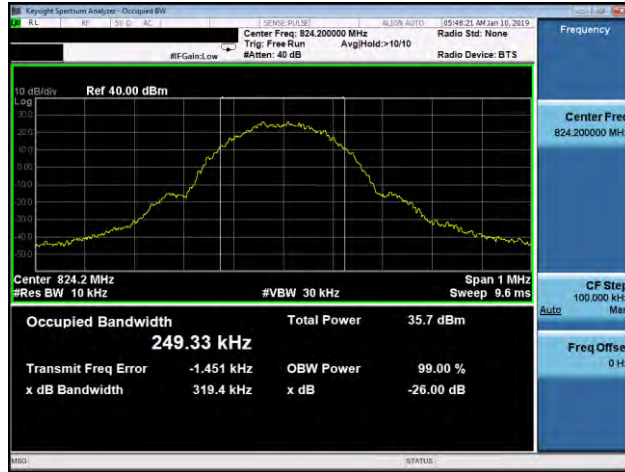 Keysight Spectrum Analyzer - Occupied BW
RL RF 50 Ω AC SENSE:PULSE ALIGN AUTO 05:48:21 AM Jan 10, 2019
Center Freq: 824.200000 MHz Radio Std: None
Trig: Free Run Avg|Hold:>10/10
#IFGain:Low #Atten: 40 dB Radio Device: BTS
10 dB/div Ref 40.00 dBm
Log
30.0
20.0
10.0
0.00
-10.0
-20.0
-30.0
-40.0
-50.0
Center 824.2 MHz Span 1 MHz
#Res BW 10 kHz #VBW 30 kHz Sweep 9.6 ms
Occupied Bandwidth Total Power 35.7 dBm
249.33 kHz
Transmit Freq Error -1.451 kHz OBW Power 99.00 %
x dB Bandwidth 319.4 kHz x dB -26.00 dB
MSG STATUS
Frequency
Center Freq
824.200000 MHz
CF Step
100.000 kHz
Auto Man
Freq Offset
0 Hz